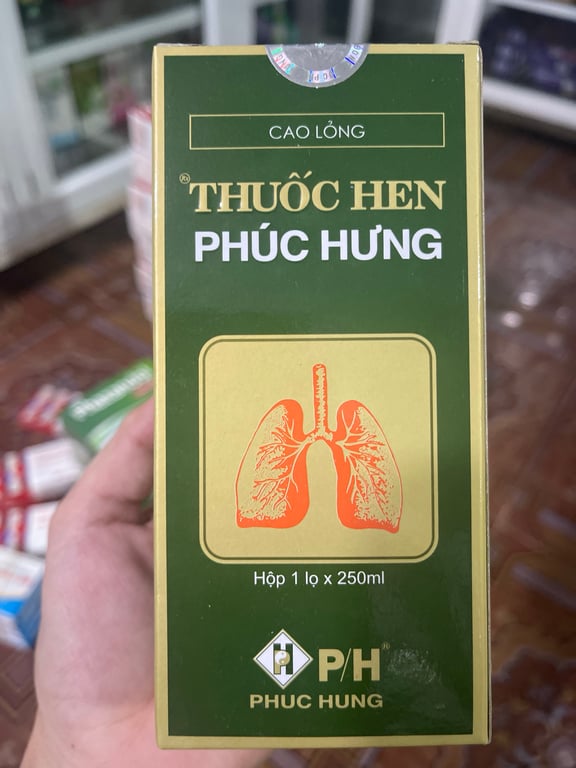 CAO LỎNG
®THUỐC HEN
PHÚC HƯNG
Hộp 1 lọ x 250ml
P/H®
PHUC HUNG